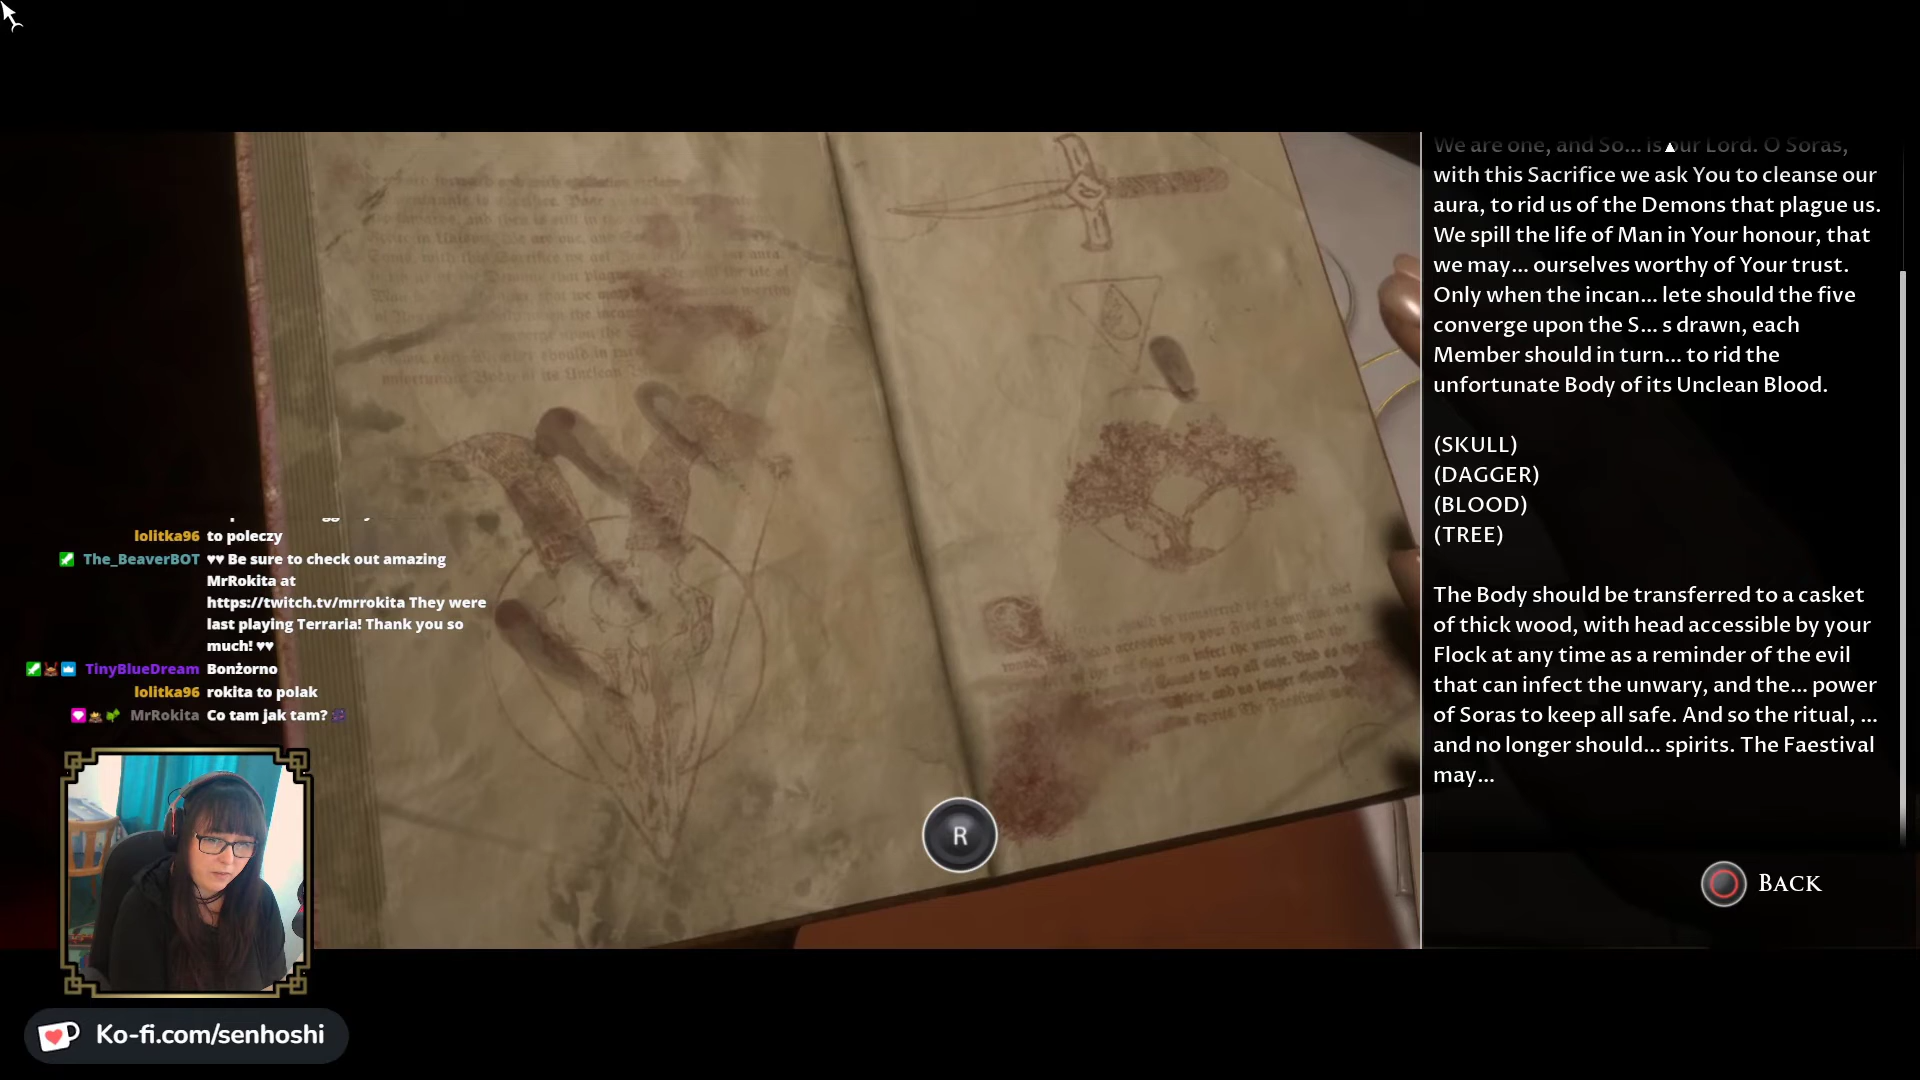 We are one, and So... is our Lord. O Soras,
with this Sacrifice we ask You to cleanse our
aura, to rid us of the Demons that plague us.
We spill the life of Man in Your honour, that
we may... ourselves worthy of Your trust.
Only when the incan... lete should the five
converge upon the S... s drawn, each
Member should in turn... to rid the
unfortunate Body of its Unclean Blood.
(SKULL)
(DAGGER)
(BLOOD)
(TREE)
The Body should be transferred to a casket
of thick wood, with head accessible by your
Flock at any time as a reminder of the evil
that can infect the unwary, and the... power
of Soras to keep all safe. And so the ritual, ...
and no longer should... spirits. The Faestival
may...
BACK
R
lolitka96 to poleczy
The_BeaverBOT ♥♥ Be sure to check out amazing
MrRokita at
https://twitch.tv/mrrokita They were
last playing Terraria! Thank you so
much! ♥♥
TinyBlueDream Bonżorno
lolitka96 rokita to polak
MrRokita Co tam jak tam?
Ko-fi.com/senhoshi